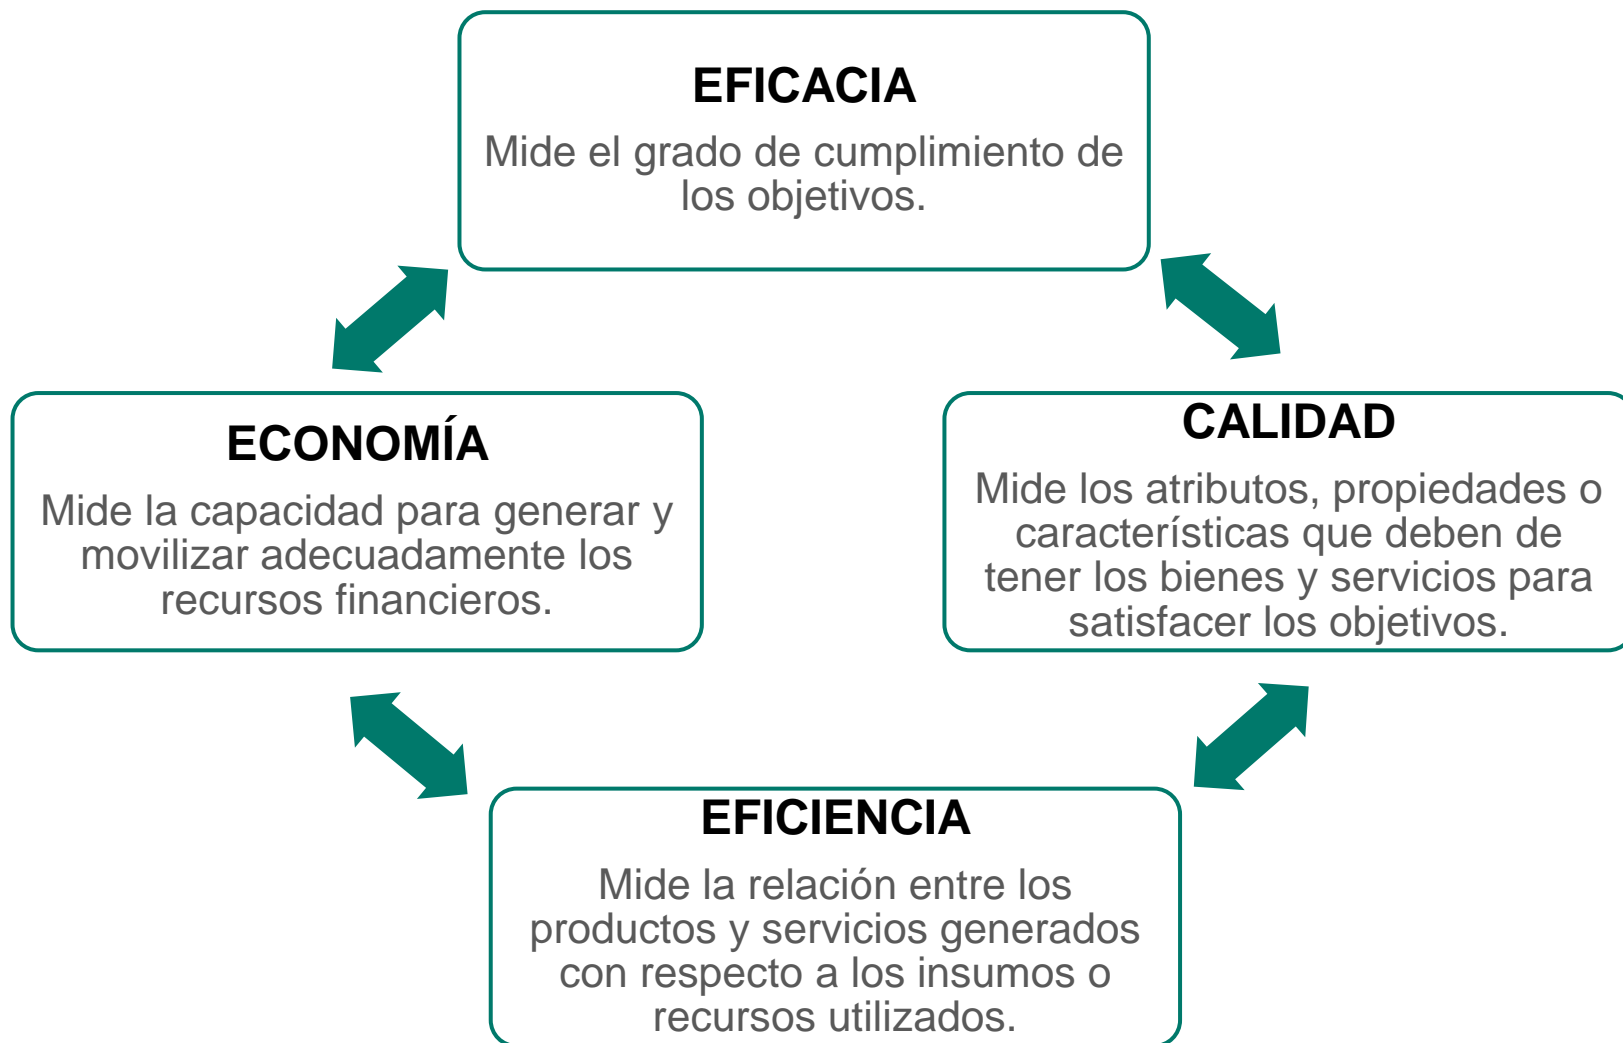 EFICACIA
Mide el grado de cumplimiento de
los objetivos.
ECONOMÍA
Mide la capacidad para generar y
movilizar adecuadamente los
recursos financieros.
CALIDAD
Mide los atributos, propiedades o
características que deben de
tener los bienes y servicios para
satisfacer los objetivos.
EFICIENCIA
Mide la relación entre los
productos y servicios generados
con respecto a los insumos o
recursos utilizados.